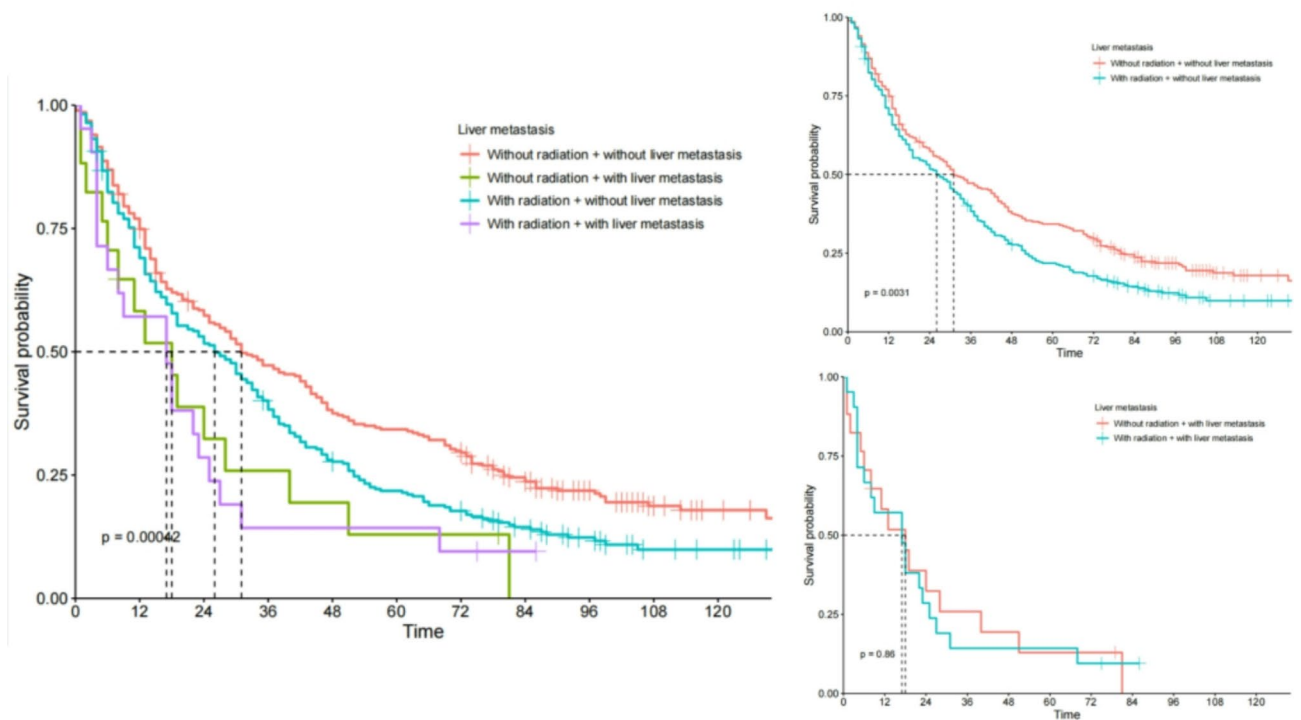 1.00
0.75
0.50
0.25
0.00
Survival probability
Liver metastasis
Without radiation + without liver metastasis
Without radiation + with liver metastasis
With radiation + without liver metastasis
With radiation + with liver metastasis
p = 0.00042
0 12 24 36 48 60 72 84 96 108 120
Time
1.00
0.75
0.50
0.25
0.00
Survival probability
Liver metastasis
Without radiation + without liver metastasis
With radiation + without liver metastasis
p = 0.0031
0 12 24 36 48 60 72 84 96 108 120
Time
1.00
0.75
0.50
0.25
0.00
Survival probability
Liver metastasis
Without radiation + with liver metastasis
With radiation + with liver metastasis
p = 0.86
0 12 24 36 48 60 72 84 96 108 120
Time